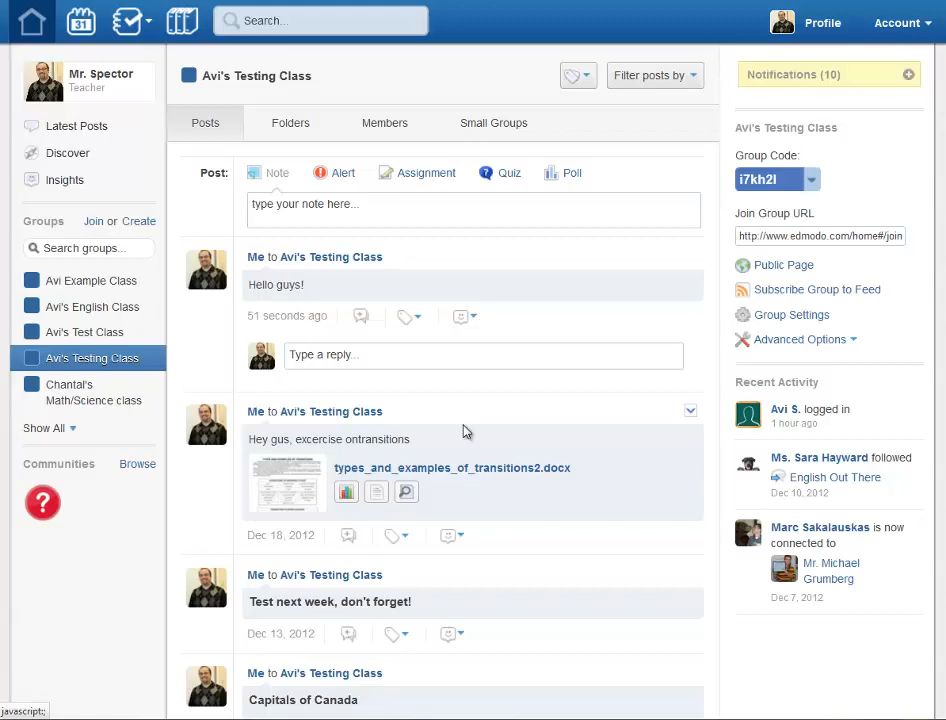 31
Search...
Profile
Account
Mr. Spector
Teacher
Latest Posts
Discover
Insights
Groups
Join or Create
Search groups...
Avi Example Class
Avi's English Class
Avi's Test Class
Avi's Testing Class
Chantal's
Math/Science class
Show All
Communities
Browse
?
javascript:;
Avi's Testing Class
Filter posts by
Posts
Folders
Members
Small Groups
Post:
Note
Alert
Assignment
Quiz
Poll
type your note here...
Me to Avi's Testing Class
Hello guys!
51 seconds ago
Type a reply...
Me to Avi's Testing Class
Hey gus, excercise ontransitions
types_and_examples_of_transitions2.docx
Dec 18, 2012
Me to Avi's Testing Class
Test next week, don't forget!
Dec 13, 2012
Me to Avi's Testing Class
Capitals of Canada
Notifications (10)
Avi's Testing Class
Group Code:
i7kh2l
Join Group URL
http://www.edmodo.com/home#/join
Public Page
Subscribe Group to Feed
Group Settings
Advanced Options
Recent Activity
Avi S. logged in
1 hour ago
Ms. Sara Hayward followed
English Out There
Dec 10, 2012
Marc Sakalauskas is now
connected to
Mr. Michael
Grumberg
Dec 7, 2012